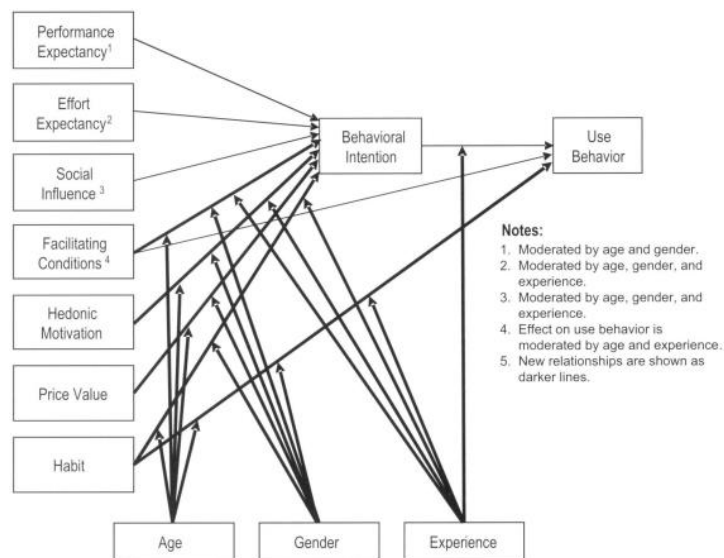 Performance
Expectancy¹
Effort
Expectancy²
Social
Influence ³
Facilitating
Conditions ⁴
Hedonic
Motivation
Price Value
Habit
Behavioral
Intention
Use
Behavior
Notes:
1. Moderated by age and gender.
2. Moderated by age, gender, and
experience.
3. Moderated by age, gender, and
experience.
4. Effect on use behavior is
moderated by age and experience.
5. New relationships are shown as
darker lines.
Age
Gender
Experience